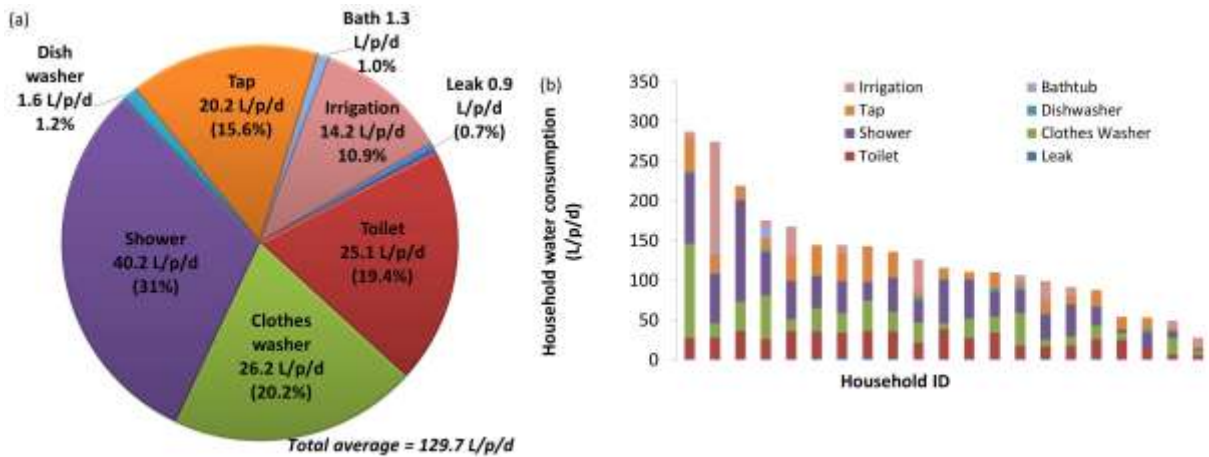 (a)
Bath 1.3
L/p/d
1.0%
Dish
washer
1.6 L/p/d
1.2%
Tap
20.2 L/p/d
(15.6%)
Irrigation
14.2 L/p/d
10.9%
Leak 0.9
L/p/d
(0.7%)
Toilet
25.1 L/p/d
(19.4%)
Shower
40.2 L/p/d
(31%)
Clothes
washer
26.2 L/p/d
(20.2%)
Total average = 129.7 L/p/d
(b)
Household water consumption
(L/p/d)
350
300
250
200
150
100
50
0
Irrigation
Bathtub
Tap
Dishwasher
Shower
Clothes Washer
Toilet
Leak
Household ID